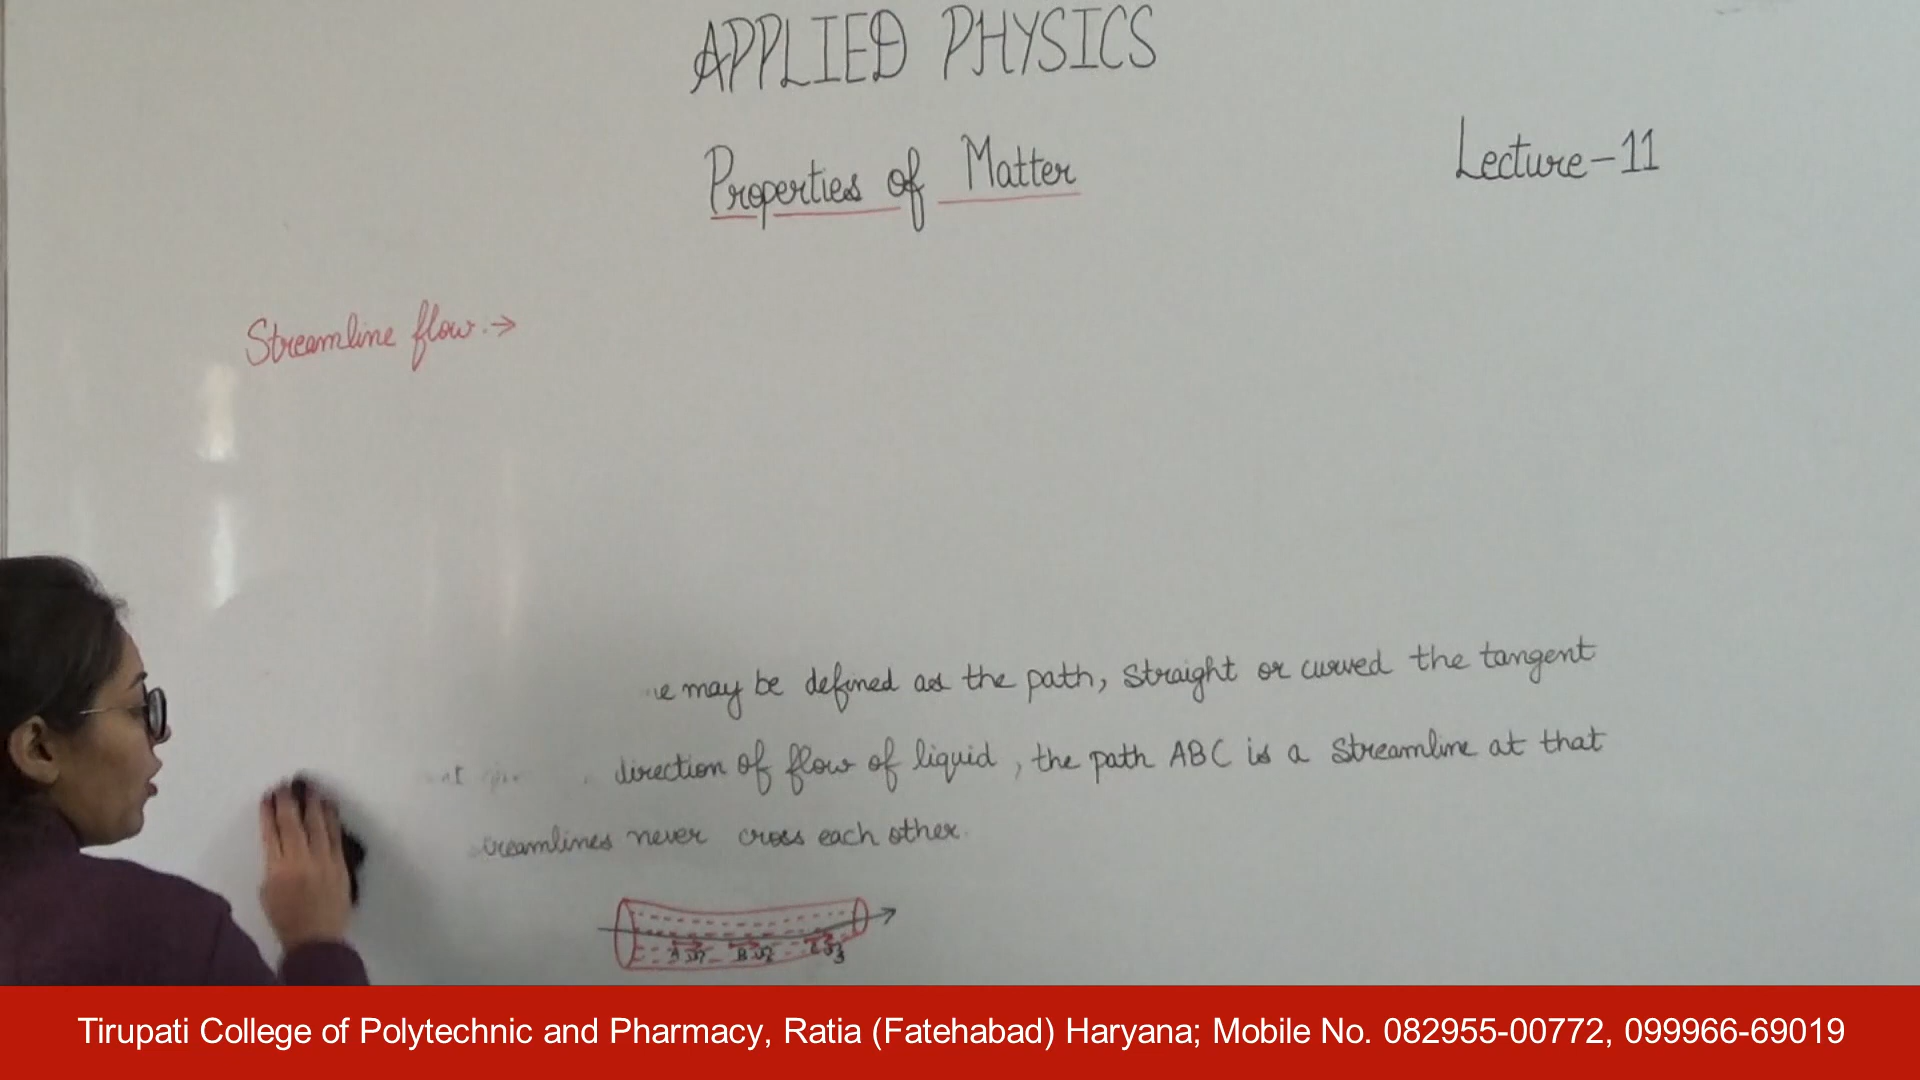 APPLIED PHYSICS
Properties of Matter
Lecture-11
Streamline flow.→
may be defined as the path, straight or curved the tangent
direction of flow of liquid, the path ABC is a Streamline at that
reamlines never cross each other.
A B
Tirupati College of Polytechnic and Pharmacy, Ratia (Fatehabad) Haryana; Mobile No. 082955-00772, 099966-69019